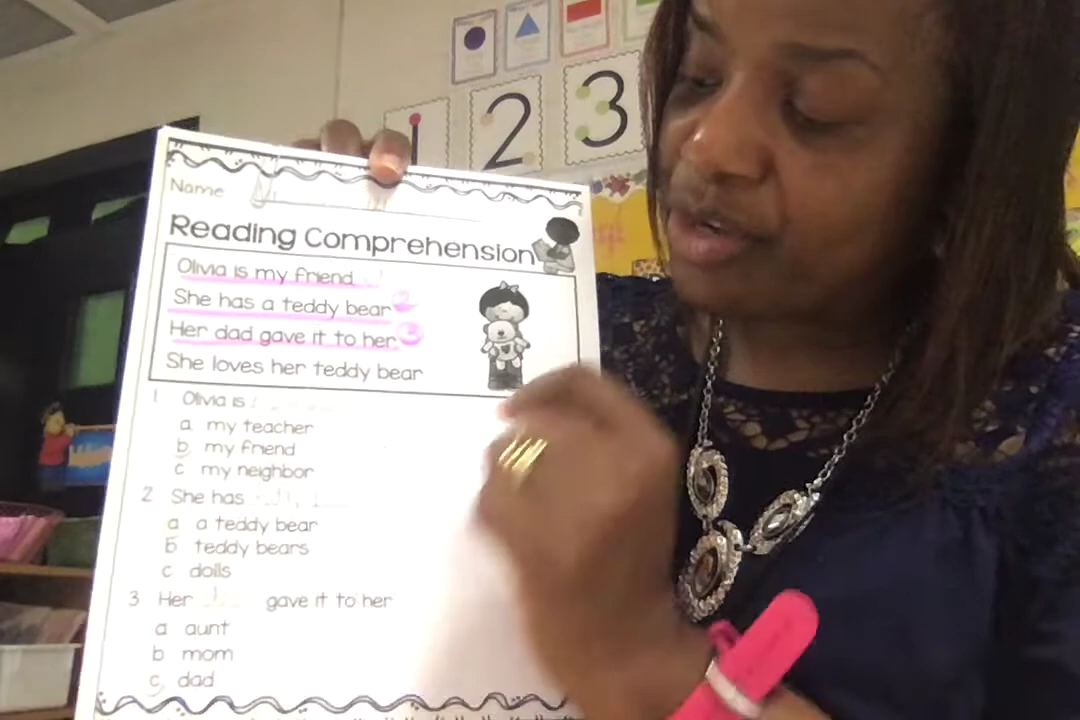 1 2 3
Name
Reading Comprehension
Olivia is my friend
She has a teddy bear 2
Her dad gave it to her 3
She loves her teddy bear
1 Olivia is
a my teacher
b my friend
c my neighbor
2 She has
a a teddy bear
b teddy bears
c dolls
3 Her gave it to her
a aunt
b mom
c dad